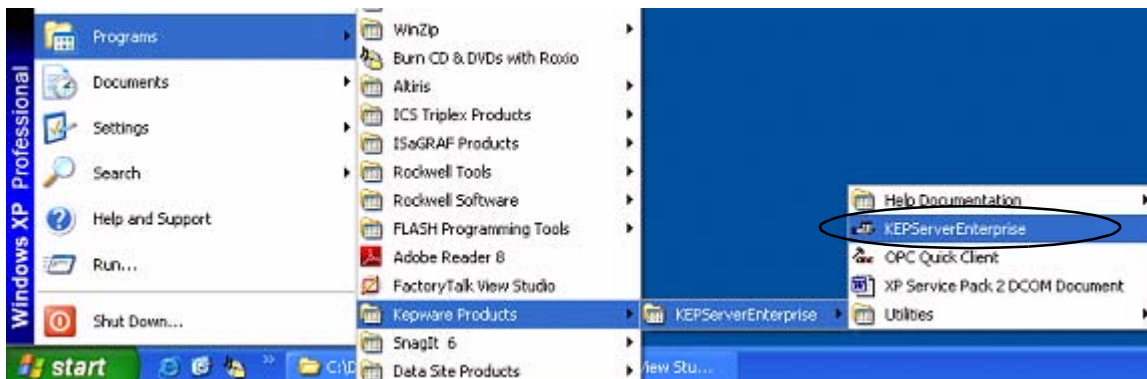 Windows XP Professional
Programs
Documents
Settings
Search
Help and Support
Run...
Shut Down...
WinZip
Burn CD & DVDs with Roxio
Altiris
ICS Triplex Products
ISaGRAF Products
Rockwell Tools
Rockwell Software
FLASH Programming Tools
Adobe Reader 8
FactoryTalk View Studio
Kepware Products
SnagIt 6
Data Site Products
KEPServerEnterprise
Help Documentation
KEPServerEnterprise
OPC Quick Client
XP Service Pack 2 DCOM Document
Utilities
start
C:\D
View Stu...